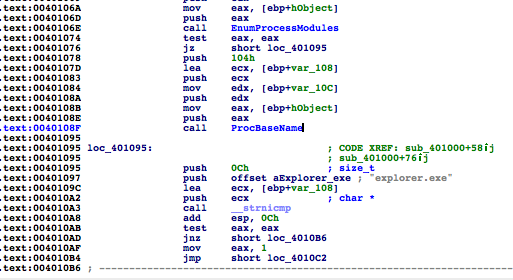 .text:0040106A mov eax, [ebp+hObject]
.text:0040106D push eax
.text:0040106E call EnumProcessModules
.text:00401074 test eax, eax
.text:00401076 jz short loc_401095
.text:00401078 push 104h
.text:0040107D lea ecx, [ebp+var_108]
.text:00401083 push ecx
.text:00401084 mov edx, [ebp+var_10C]
.text:0040108A push edx
.text:0040108B mov eax, [ebp+hObject]
.text:0040108E push eax
.text:0040108F call ProcBaseName
.text:00401095
.text:00401095 loc_401095: ; CODE XREF: sub_401000+58↑j
.text:00401095 ; sub_401000+76↑j
.text:00401095 push 0Ch ; size_t
.text:00401097 push offset aExplorer_exe ; "explorer.exe"
.text:0040109C lea ecx, [ebp+var_108]
.text:004010A2 push ecx ; char *
.text:004010A3 call __strnicmp
.text:004010A8 add esp, 0Ch
.text:004010AB test eax, eax
.text:004010AD jnz short loc_4010B6
.text:004010AF mov eax, 1
.text:004010B4 jmp short loc_4010C2
.text:004010B6 ; ---------------------------------------------------------------------------